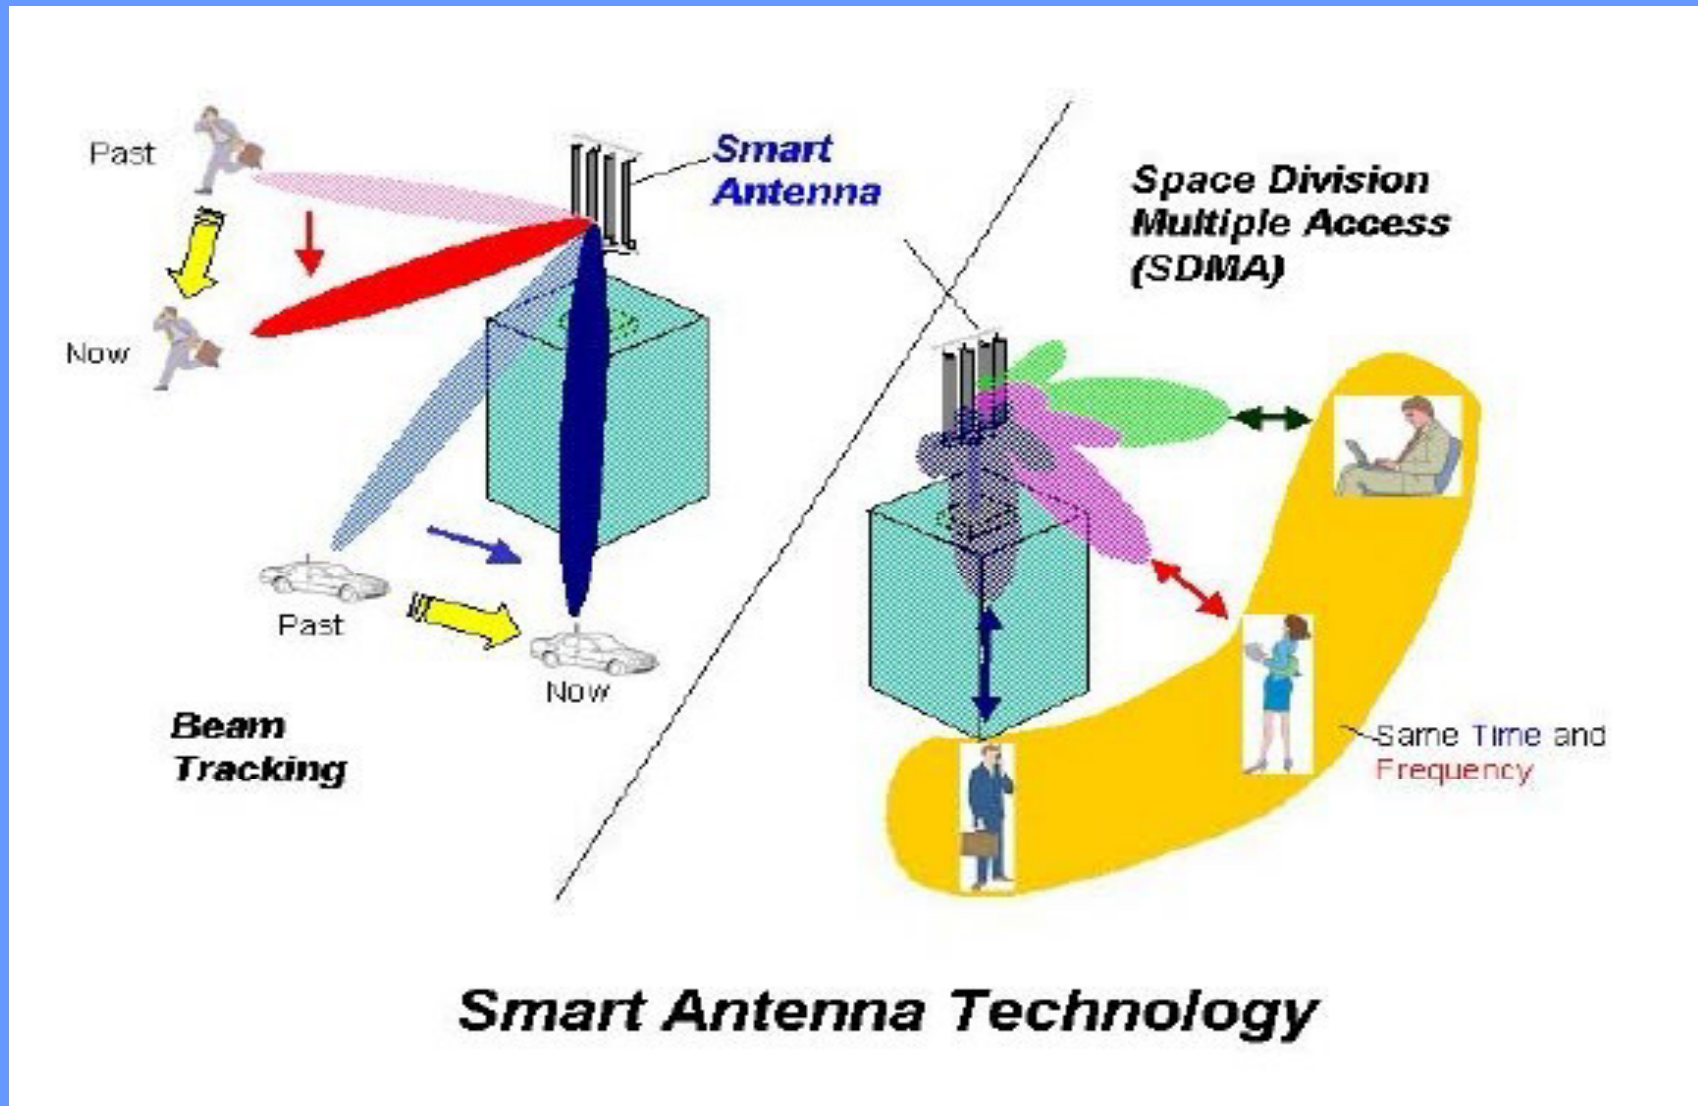 Past
Smart
Antenna
Now
Past
Now
Beam
Tracking
Space Division
Multiple Access
(SDMA)
Same Time and
Frequency
Smart Antenna Technology